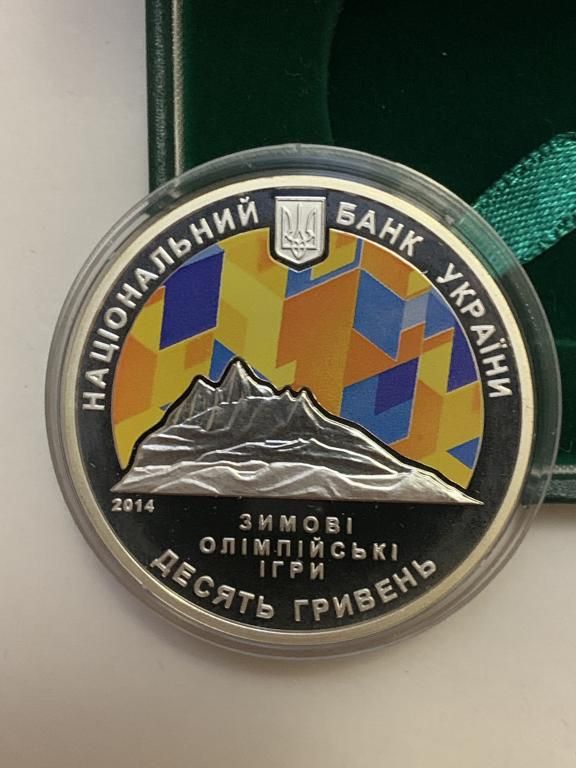 НАЦІОНАЛЬНИЙ БАНК УКРАЇНИ
2014
ЗИМОВІ
ОЛІМПІЙСЬКІ
ІГРИ
ДЕСЯТЬ ГРИВЕНЬ